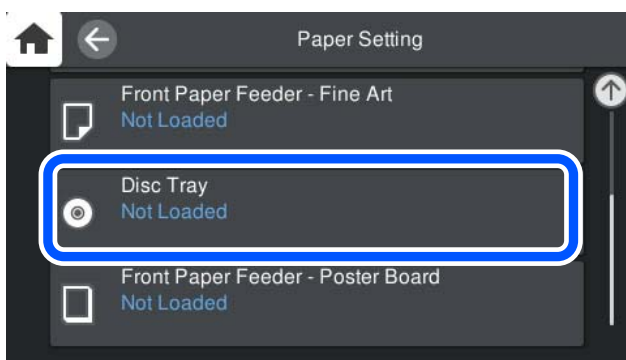 Paper Setting
Front Paper Feeder - Fine Art
Not Loaded
Disc Tray
Not Loaded
Front Paper Feeder - Poster Board
Not Loaded